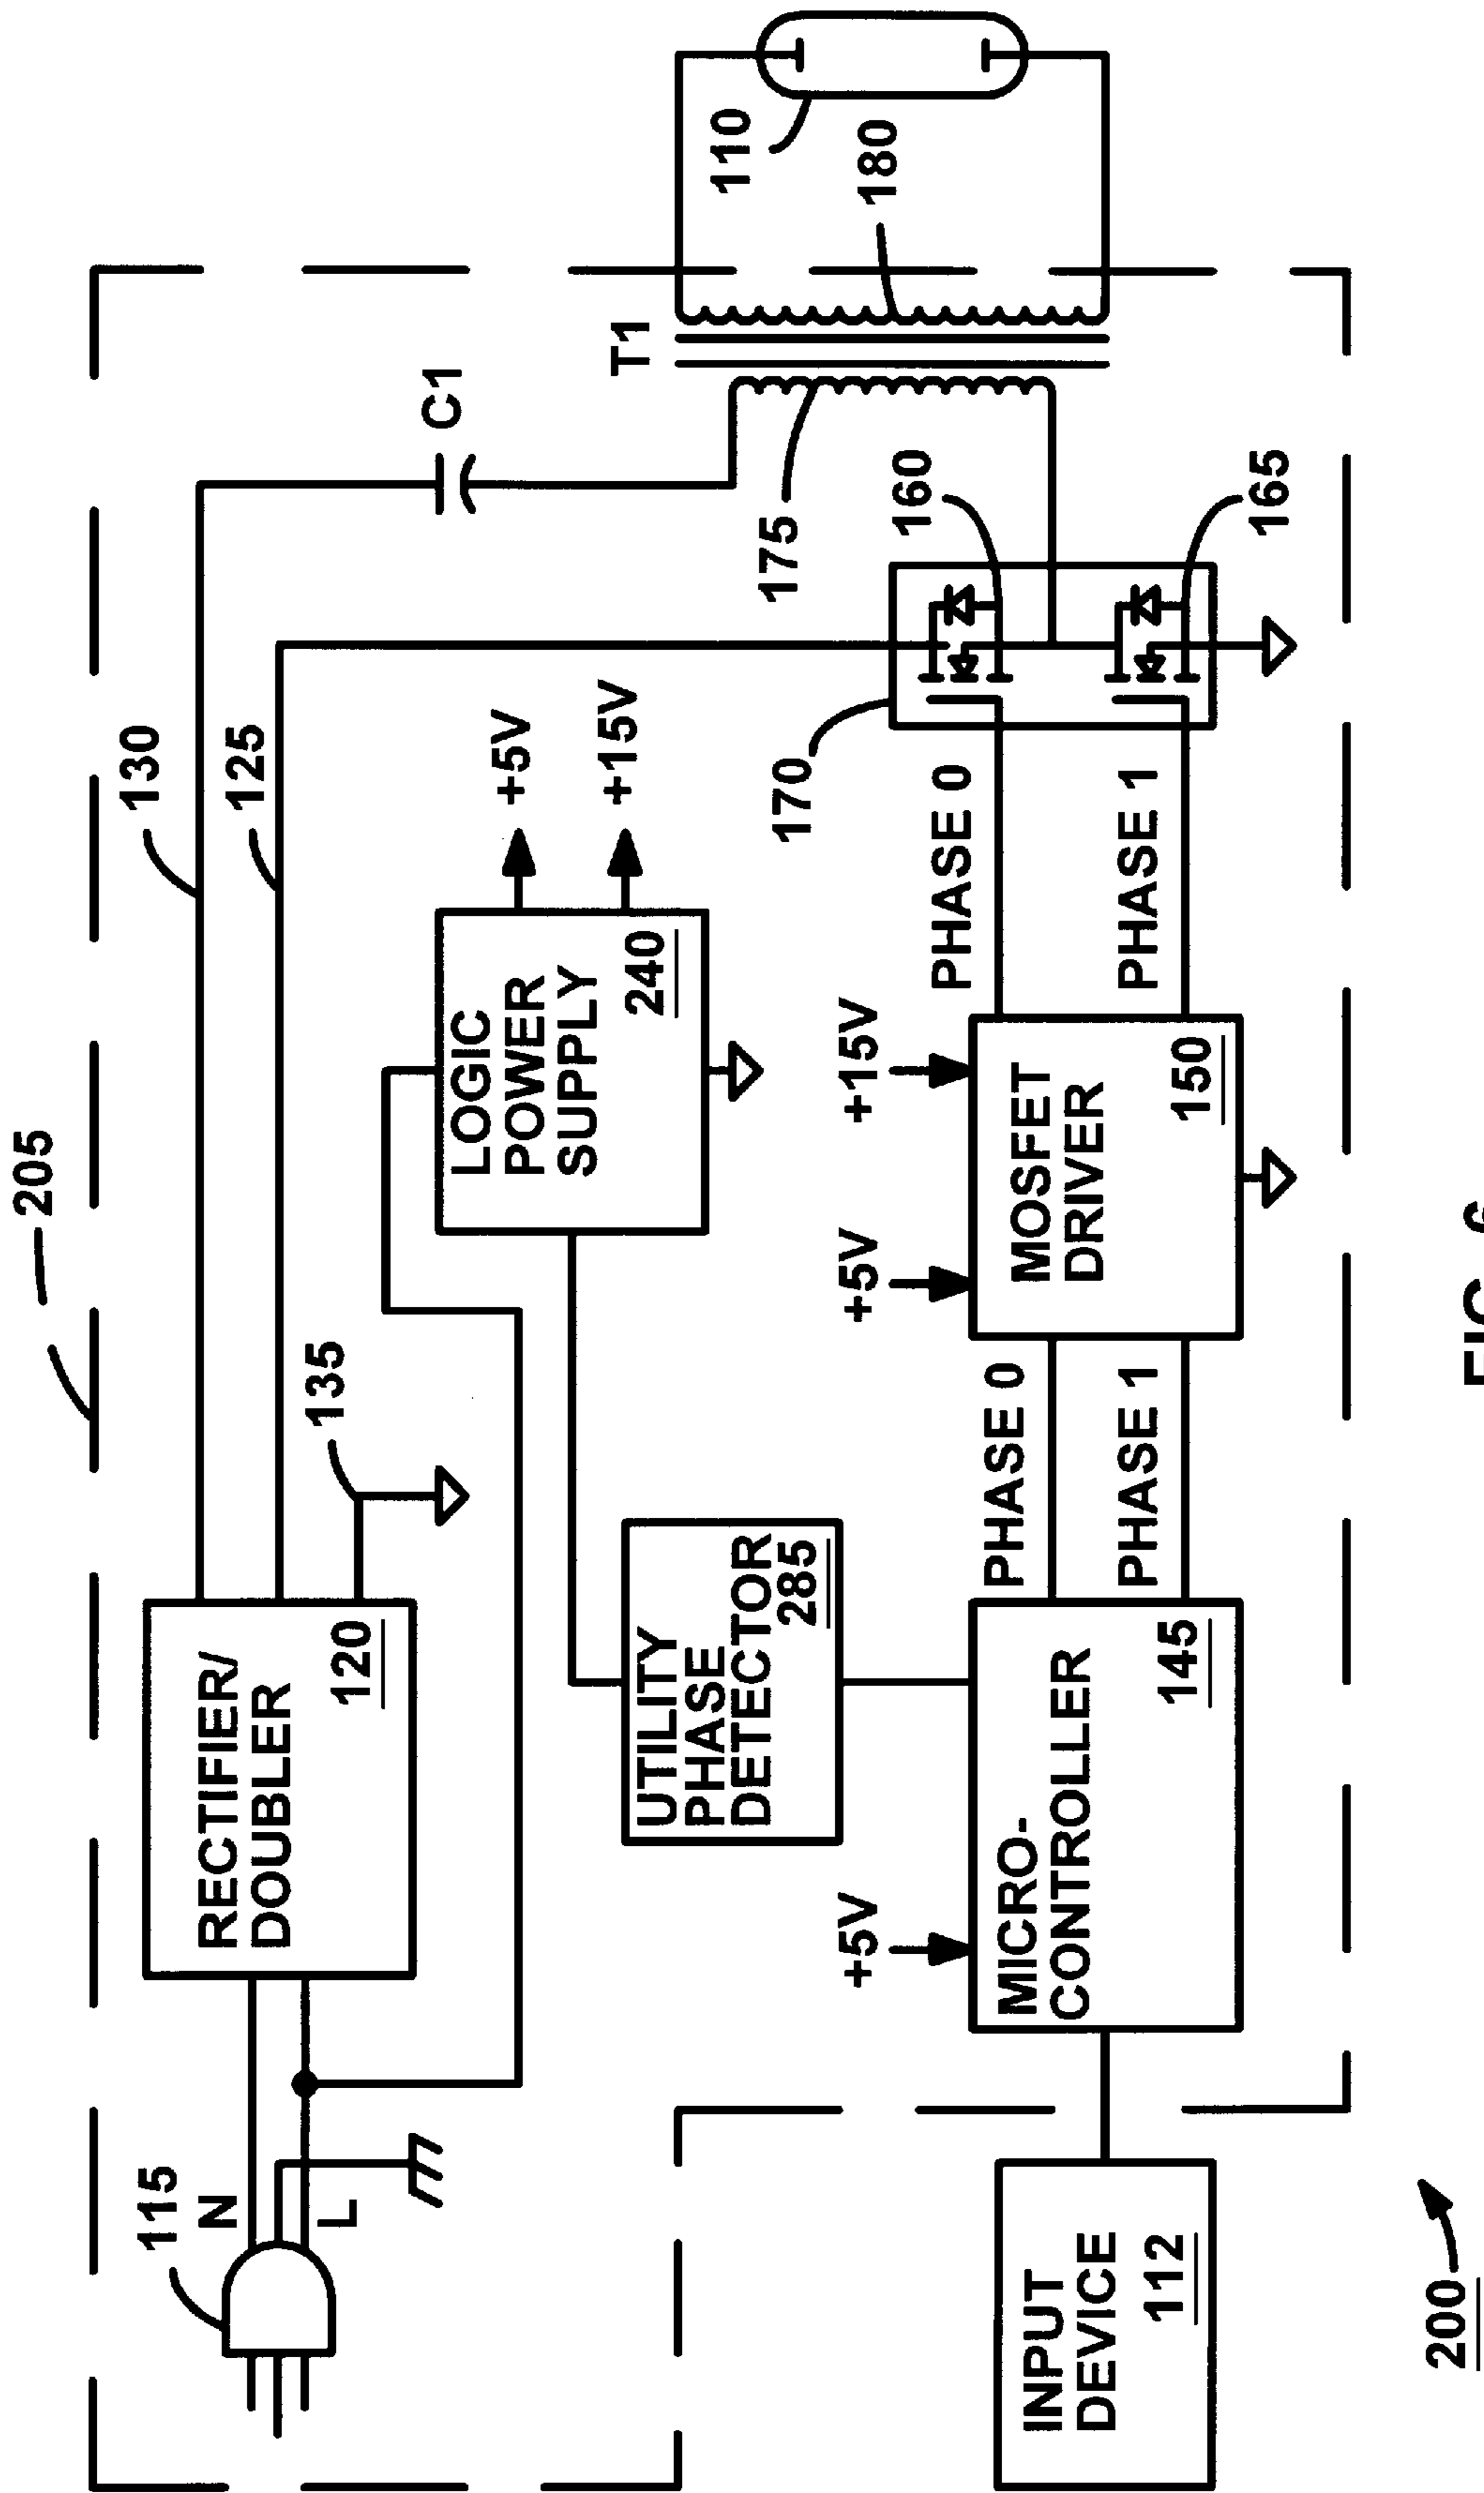 205
130
125
115
N
L
RECTIFIER/
DOUBLER
120
135
C1
T1
110
180
LOGIC
POWER
SUPPLY
240
+5V
+15V
175
UTILITY
PHASE
DETECTOR
285
170
160
165
+5V
+5V
+15V
INPUT
DEVICE
112
MICRO-
CONTROLLER
145
PHASE 0
PHASE 1
MOSFET
DRIVER
150
PHASE 0
PHASE 1
200